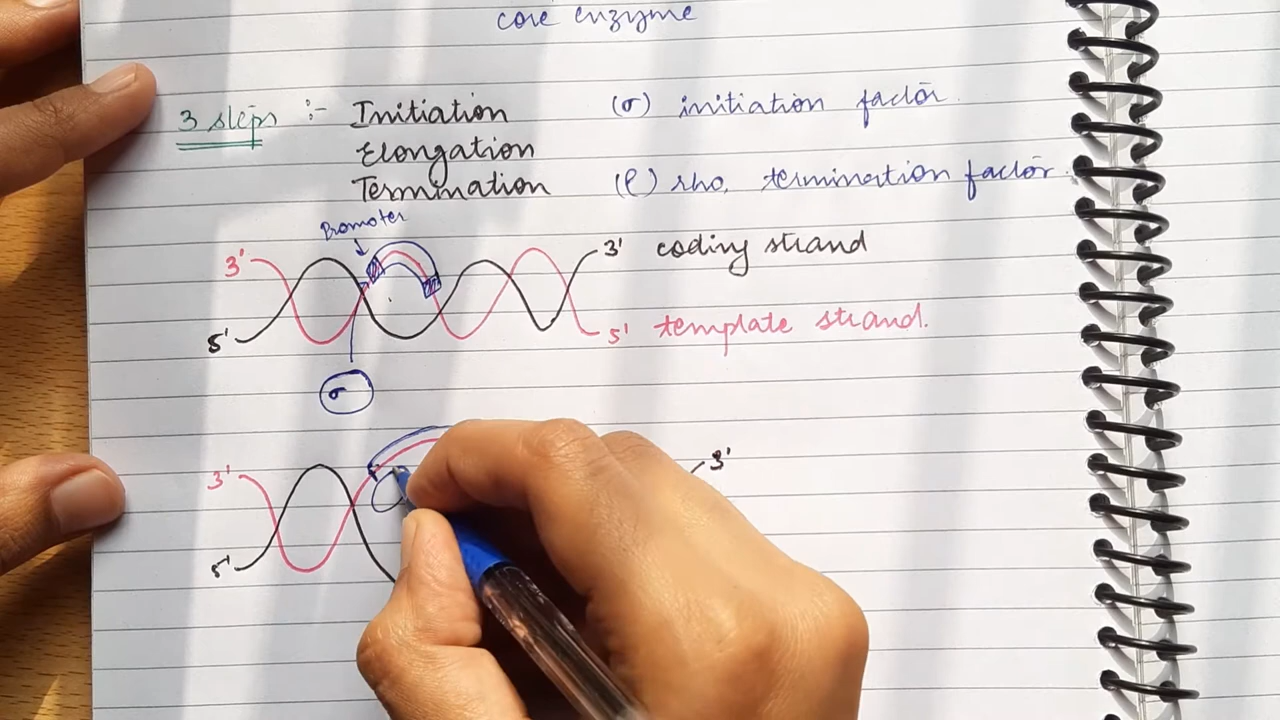 core enzyme
3 steps :- Initiation (σ) initiation factor.
Elongation
Termination (ρ) rho, termination factor.
Promoter
3' 3' coding strand
5' 5' template strand.
σ
3' 3'
5'